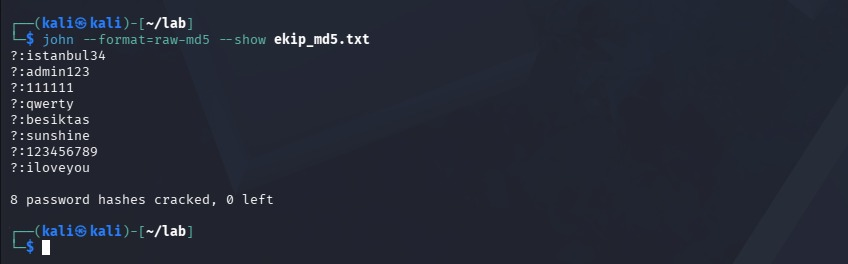 ┌──(kali㉿kali)-[~/lab]
└─$ john --format=raw-md5 --show ekip_md5.txt
?:istanbul34
?:admin123
?:111111
?:qwerty
?:besiktas
?:sunshine
?:123456789
?:iloveyou
8 password hashes cracked, 0 left
┌──(kali㉿kali)-[~/lab]
└─$